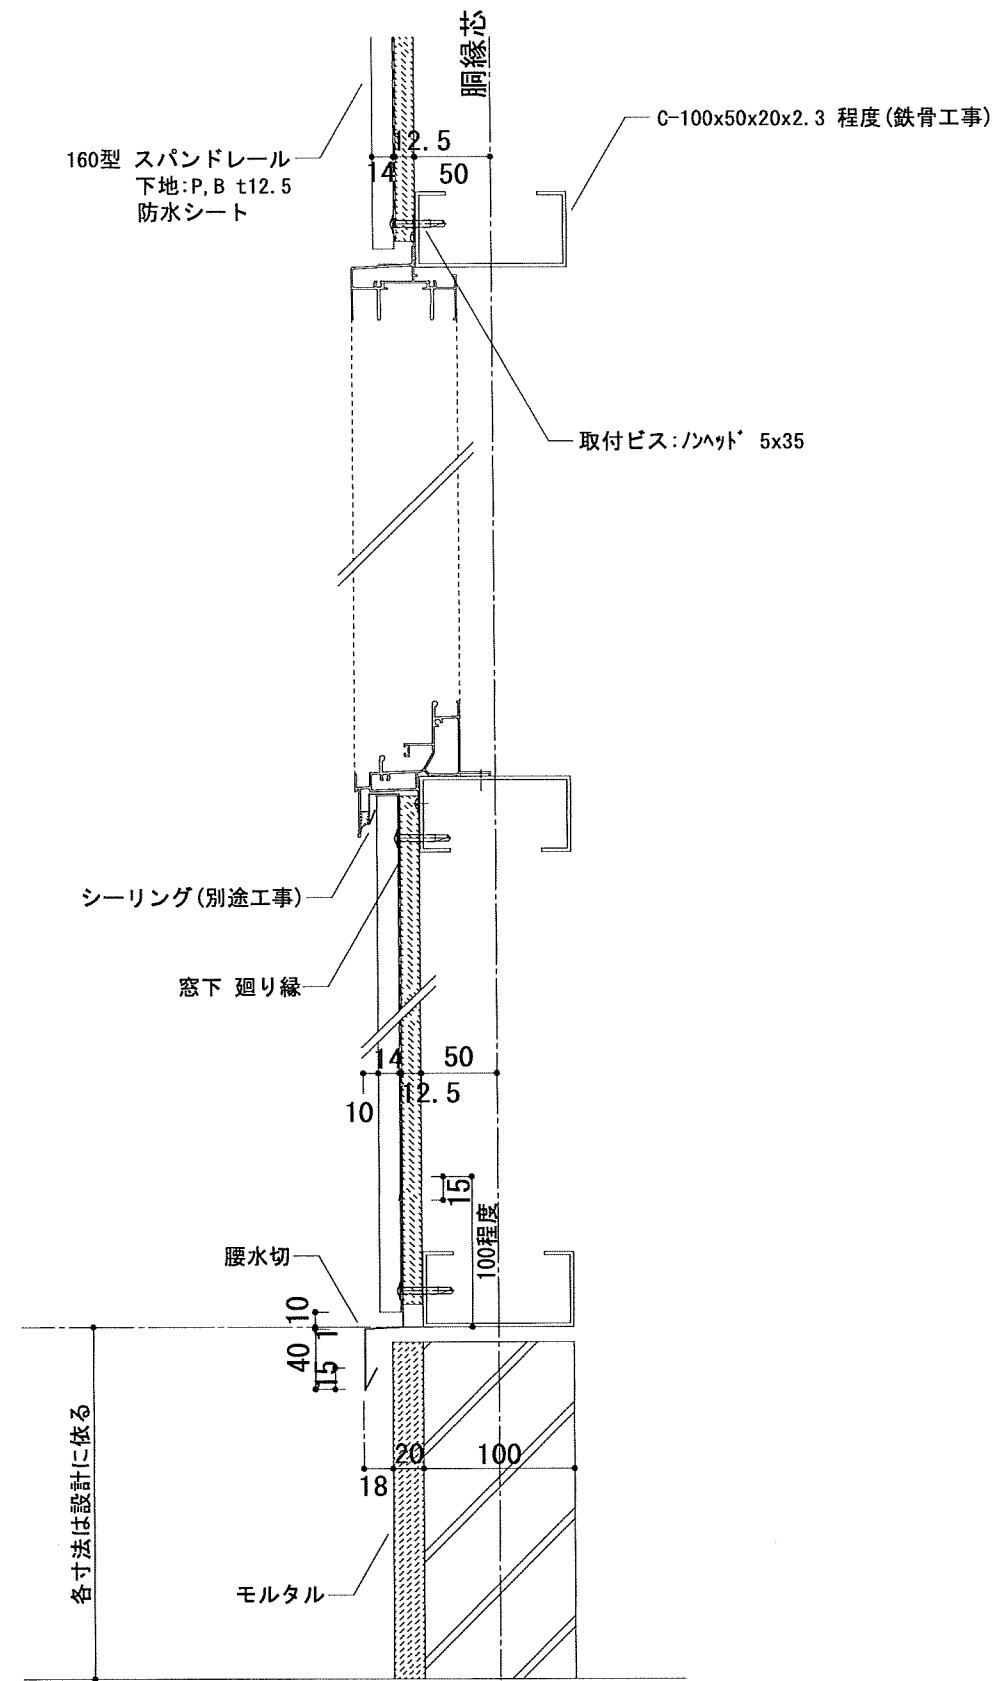 胴縁芯
C-100x50x20x2.3 程度(鉄骨工事)
12.5
160型 スパンドレール
14
50
下地:P,B t12.5
防水シート
取付ビス:ﾉﾝﾍｯﾄﾞ 5x35
シーリング(別途工事)
窓下 廻り縁
14
50
10
12.5
15
100程度
腰水切
10
1
40
15
各寸法は設計に依る
20
100
18
モルタル